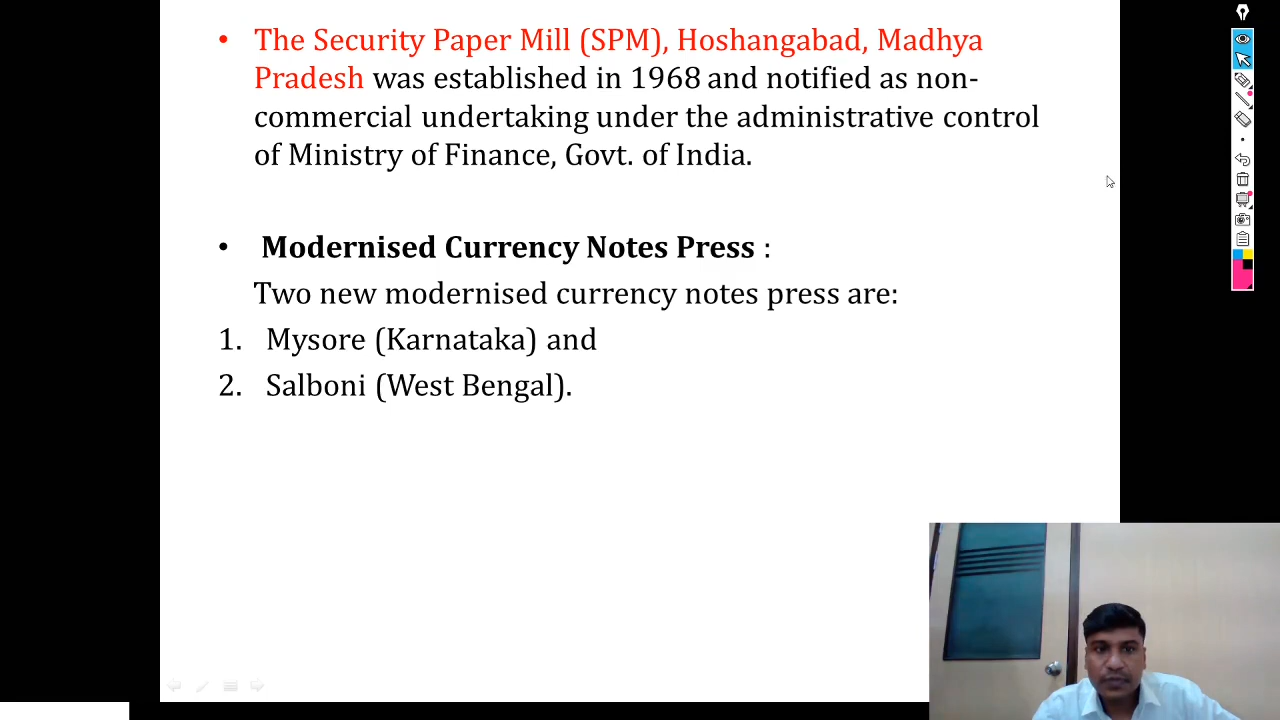 • The Security Paper Mill (SPM), Hoshangabad, Madhya
Pradesh was established in 1968 and notified as non-
commercial undertaking under the administrative control
of Ministry of Finance, Govt. of India.
• Modernised Currency Notes Press :
Two new modernised currency notes press are:
1. Mysore (Karnataka) and
2. Salboni (West Bengal).